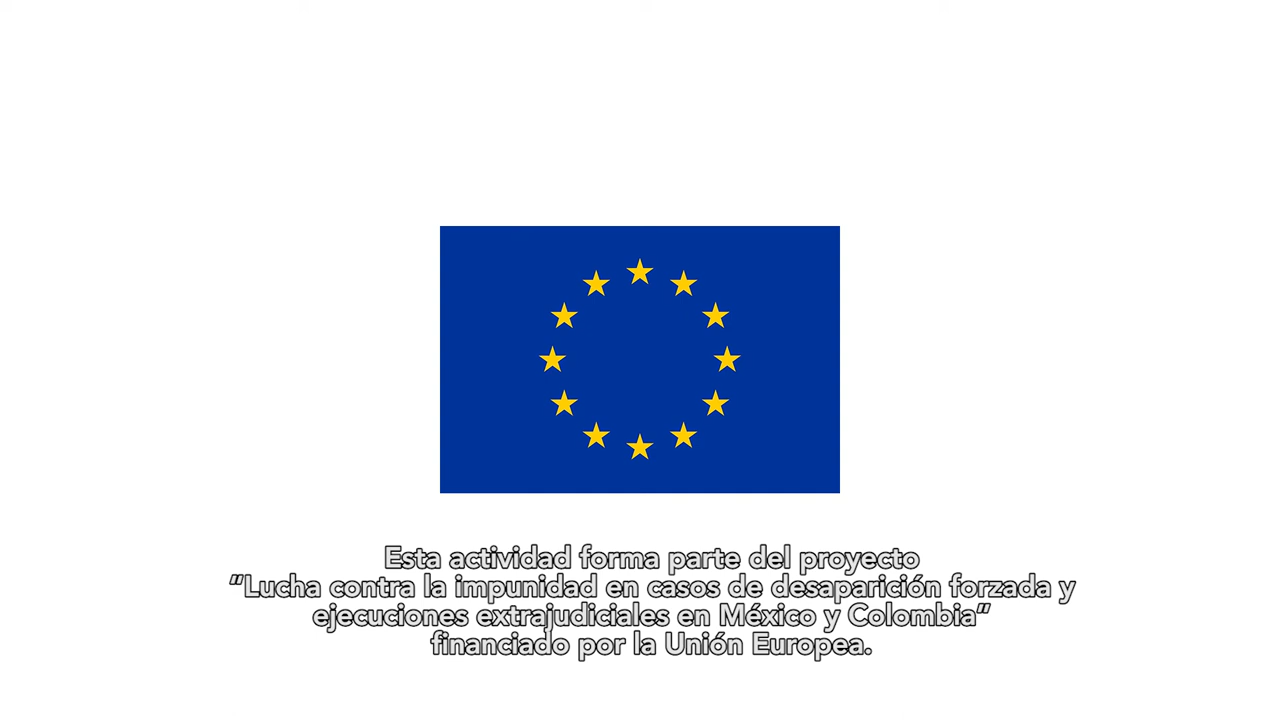 Esta actividad forma parte del proyecto
“Lucha contra la impunidad en casos de desaparición forzada y
ejecuciones extrajudiciales en México y Colombia”
financiado por la Unión Europea.